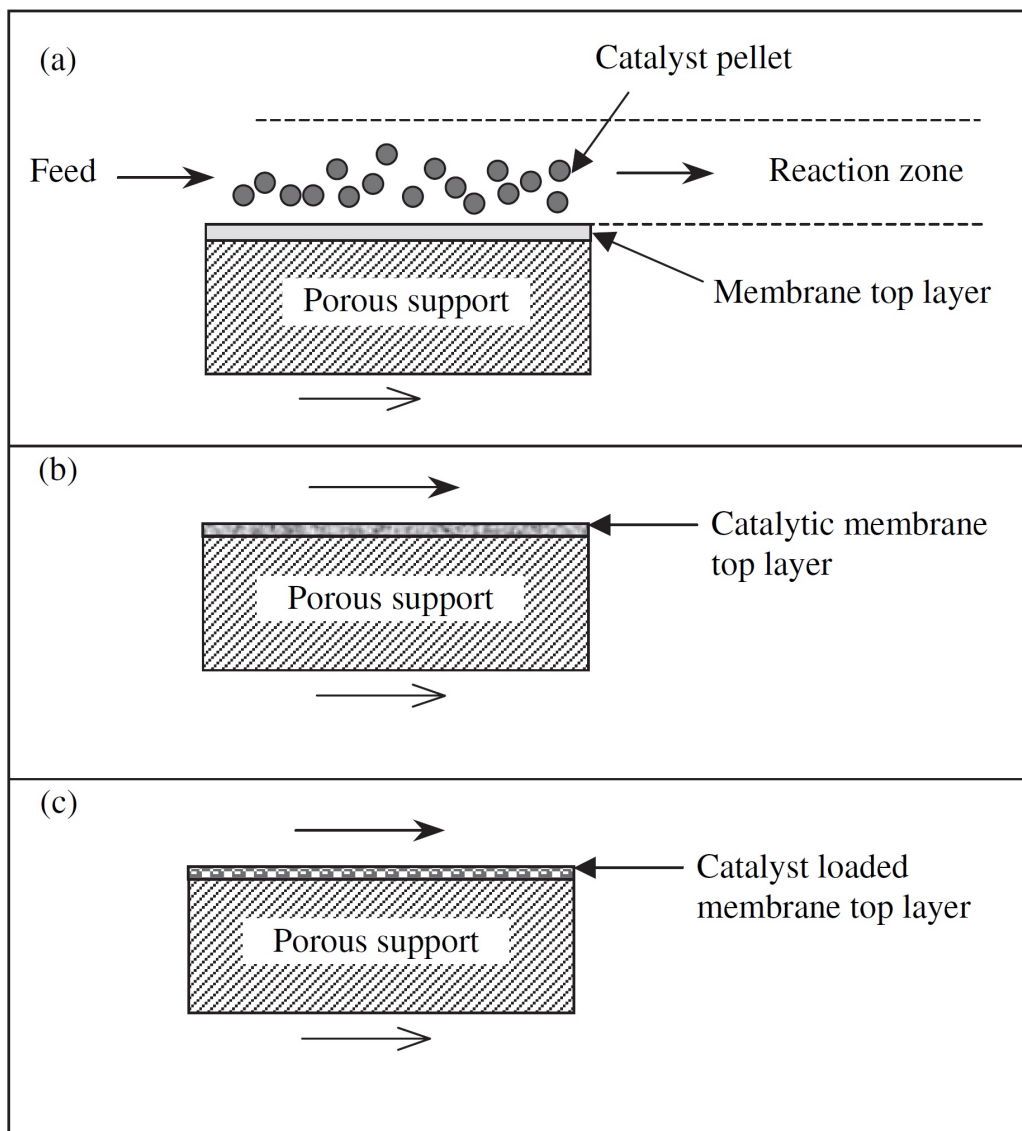 (a)
Catalyst pellet
Feed
Reaction zone
Membrane top layer
Porous support
(b)
Catalytic membrane
top layer
Porous support
(c)
Catalyst loaded
membrane top layer
Porous support